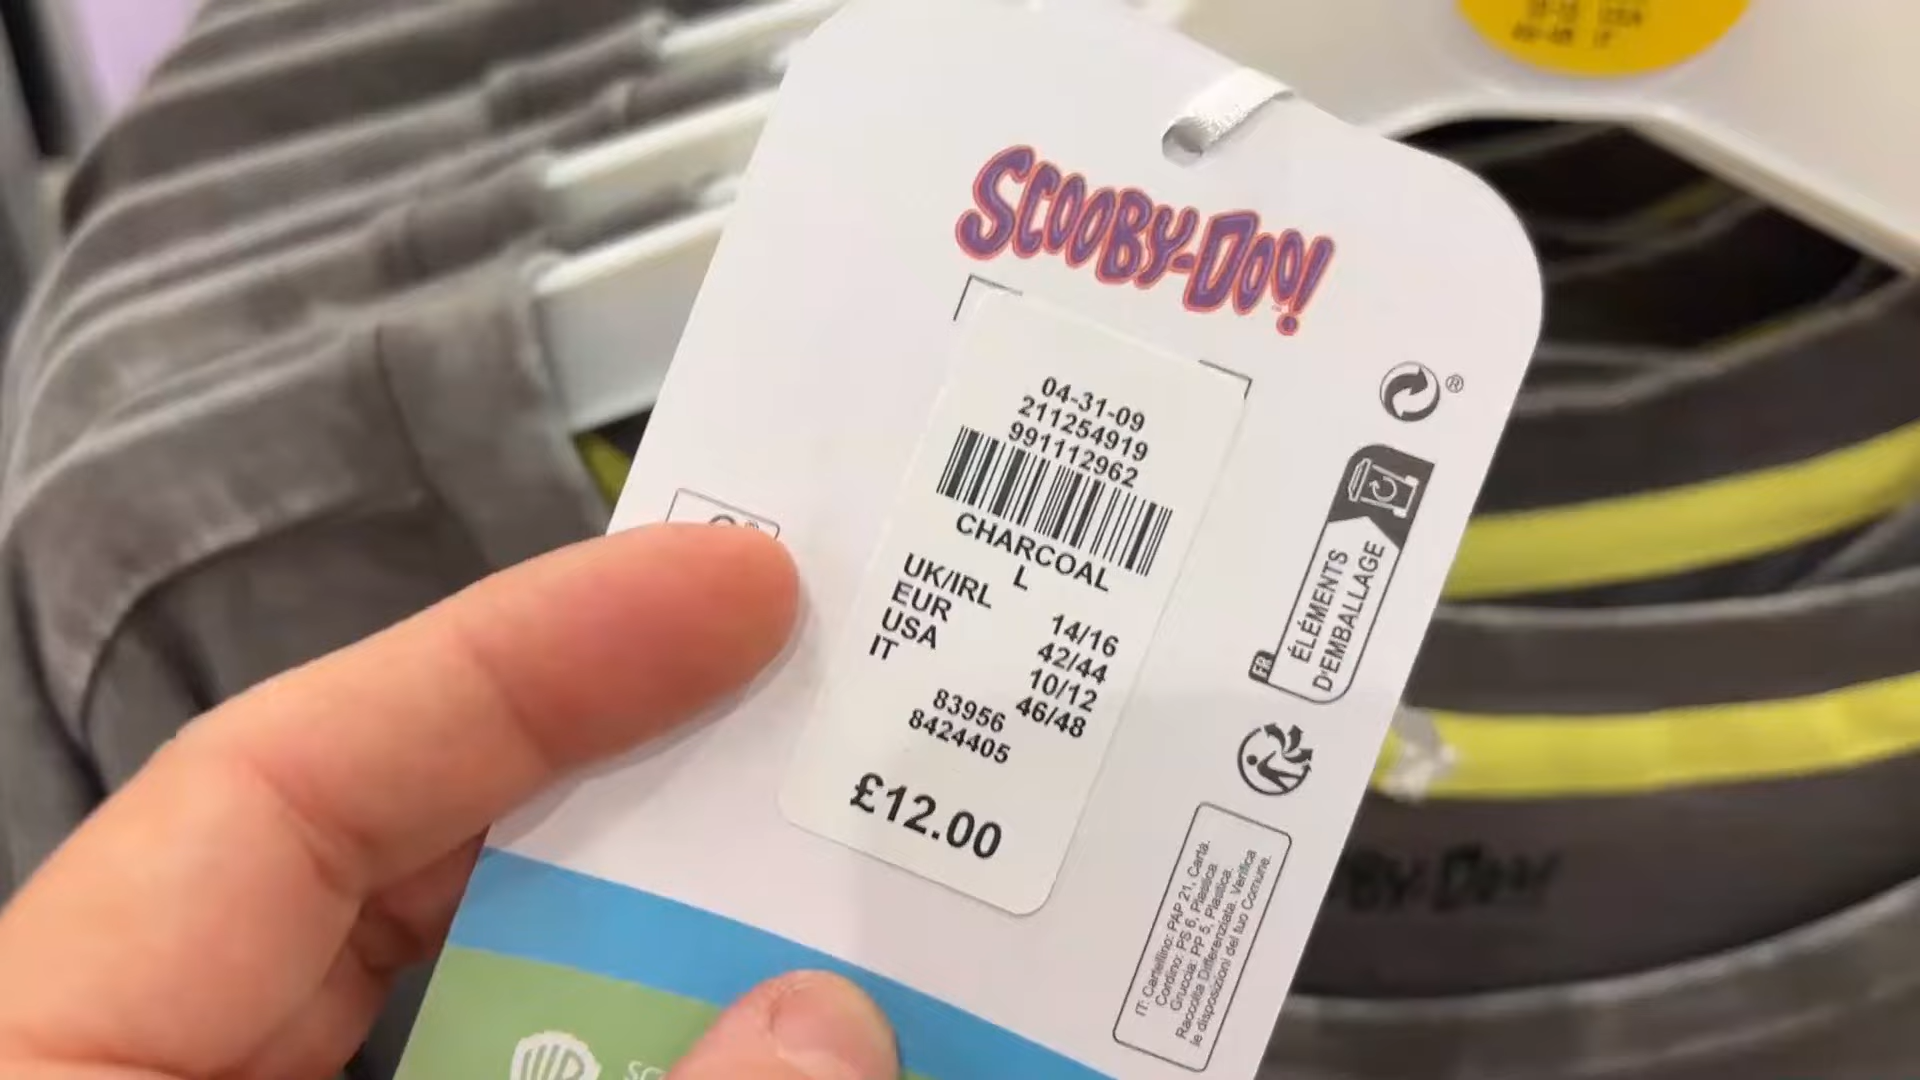 SCOOBY-DOO!
04-31-09
211254919
991112962
CHARCOAL
L
UK/IRL 14/16
EUR 42/44
USA 10/12
IT 46/48
83956
8424405
£12.00
®
FR
ÉLÉMENTS
D'EMBALLAGE
IT: Cartellino: PAP 21, Carta.
Cordino: PS 6, Plastica
Gruccia: PP 5, Plastica.
Raccolta Differenziata. Verifica
le disposizioni del tuo Comune.
WB